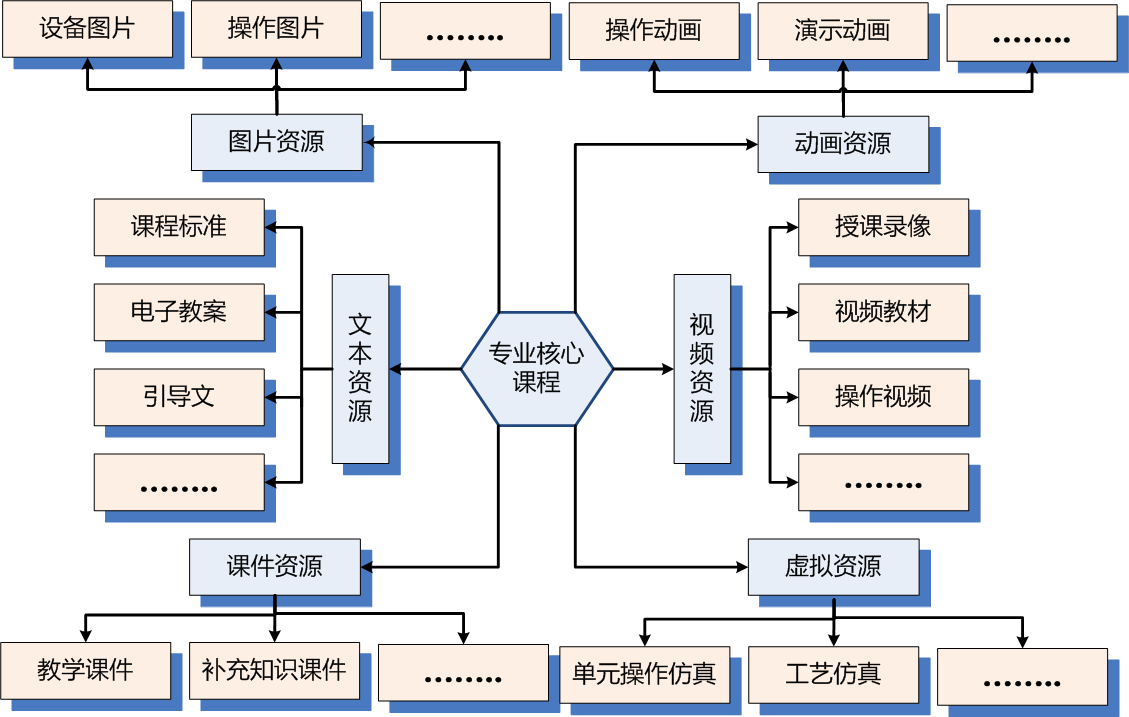 设备图片
操作图片
........
操作动画
演示动画
........
图片资源
动画资源
课程标准
电子教案
引导文
........
文
本
资
源
专业核心
课程
视
频
资
源
授课录像
视频教材
操作视频
........
课件资源
虚拟资源
教学课件
补充知识课件
........
单元操作仿真
工艺仿真
........